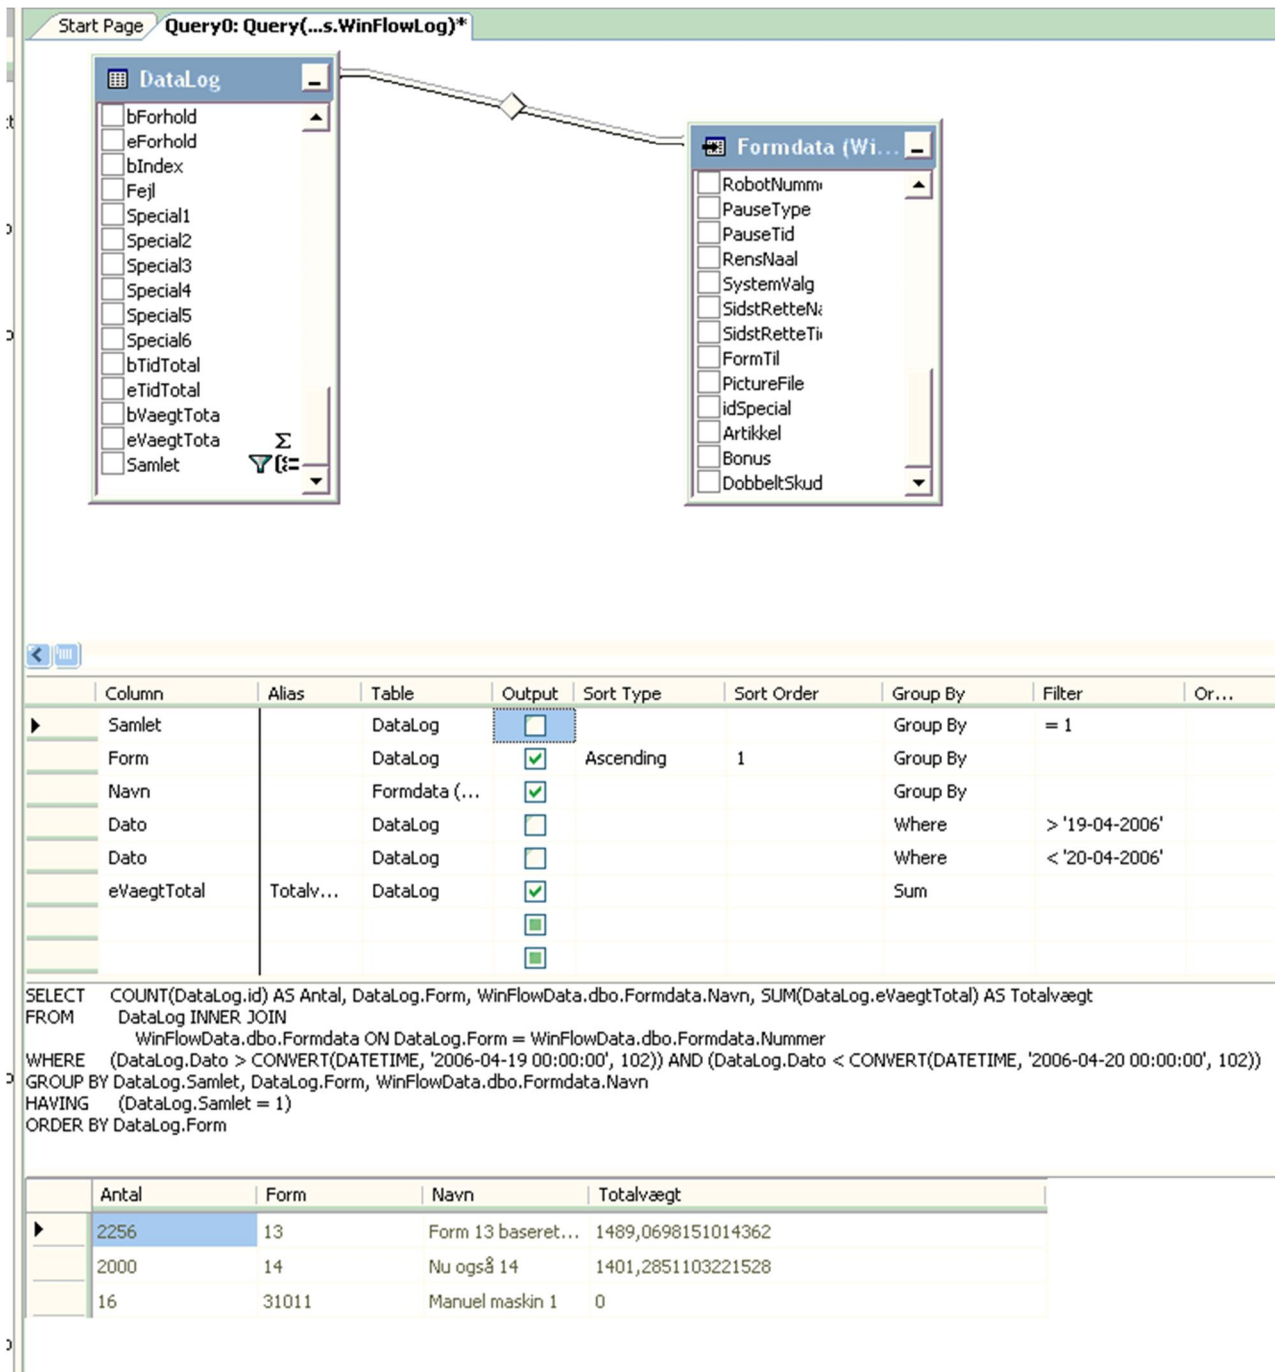 Start Page
Query0: Query(...s.WinFlowLog)*
DataLog
bForhold
eForhold
bIndex
Fejl
Special1
Special2
Special3
Special4
Special5
Special6
bTidTotal
eTidTotal
bVaegtTota
eVaegtTota Σ
Samlet
Formdata (Wi...
RobotNumm
PauseType
PauseTid
RensNaal
SystemValg
SidstRetteNa
SidstRetteTi
FormTil
PictureFile
idSpecial
Artikkel
Bonus
DobbeltSkud
Column Alias Table Output Sort Type Sort Order Group By Filter Or...
Samlet DataLog Group By = 1
Form DataLog Ascending 1 Group By
Navn Formdata (... Group By
Dato DataLog Where > '19-04-2006'
Dato DataLog Where < '20-04-2006'
eVaegtTotal Totalv... DataLog Sum
SELECT COUNT(DataLog.id) AS Antal, DataLog.Form, WinFlowData.dbo.Formdata.Navn, SUM(DataLog.eVaegtTotal) AS Totalvægt
FROM DataLog INNER JOIN
WinFlowData.dbo.Formdata ON DataLog.Form = WinFlowData.dbo.Formdata.Nummer
WHERE (DataLog.Dato > CONVERT(DATETIME, '2006-04-19 00:00:00', 102)) AND (DataLog.Dato < CONVERT(DATETIME, '2006-04-20 00:00:00', 102))
GROUP BY DataLog.Samlet, DataLog.Form, WinFlowData.dbo.Formdata.Navn
HAVING (DataLog.Samlet = 1)
ORDER BY DataLog.Form
Antal Form Navn Totalvægt
2256 13 Form 13 baseret... 1489,0698151014362
2000 14 Nu også 14 1401,2851103221528
16 31011 Manuel maskin 1 0